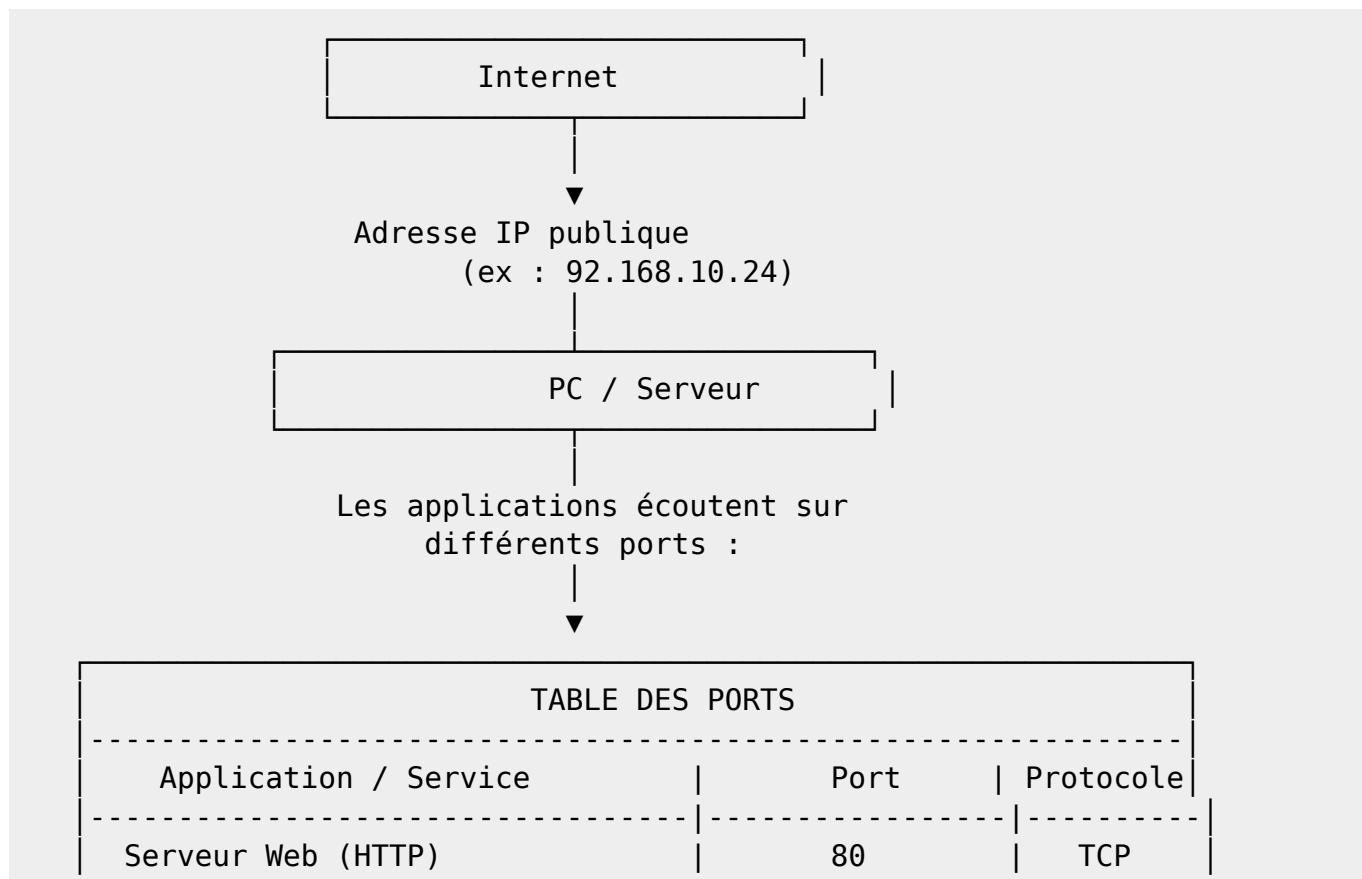 Internet
Adresse IP publique
(ex : 92.168.10.24)
PC / Serveur
Les applications écoutent sur
différents ports :
TABLE DES PORTS
Application / Service | Port | Protocole
Serveur Web (HTTP) | 80 | TCP